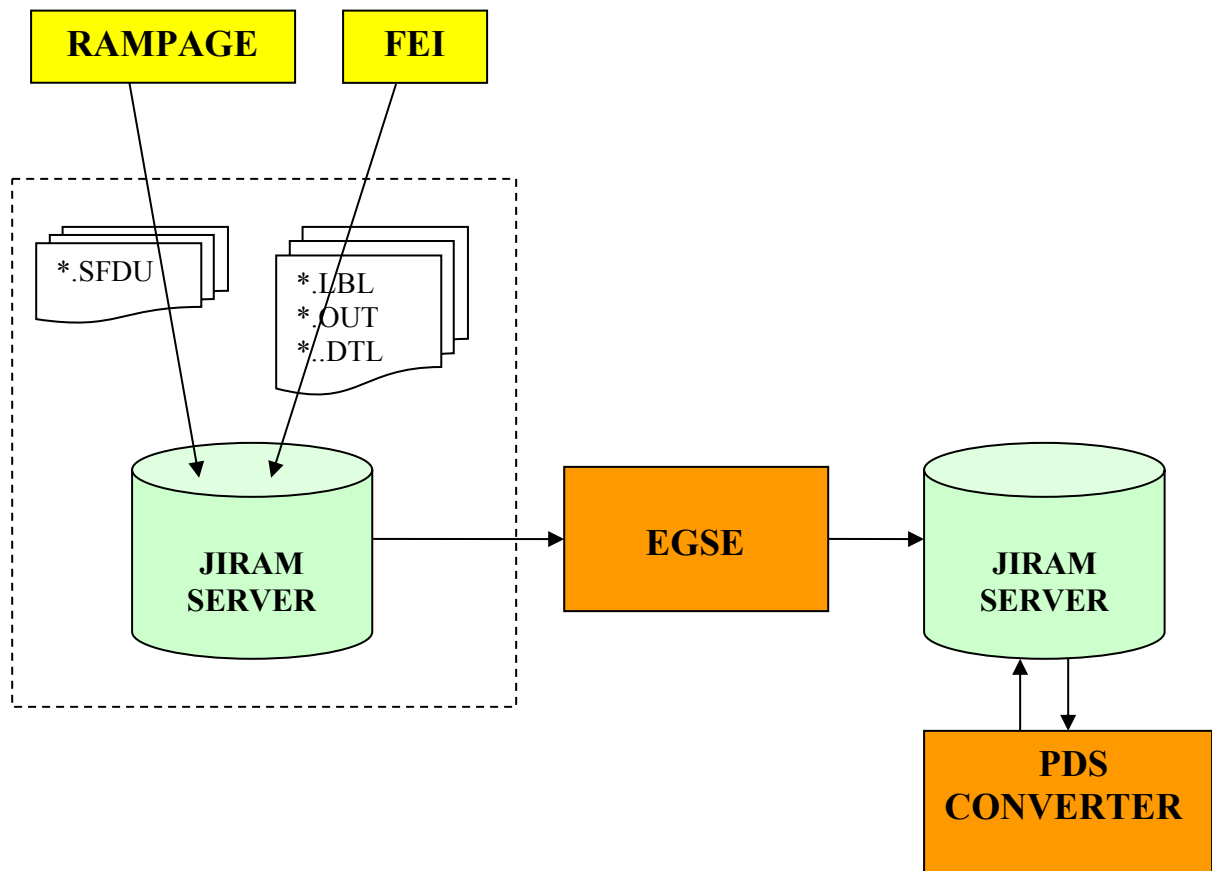 RAMPAGE
FEI
*.SFDU
*.LBL
*.OUT
*..DTL
JIRAM
SERVER
EGSE
JIRAM
SERVER
PDS
CONVERTER